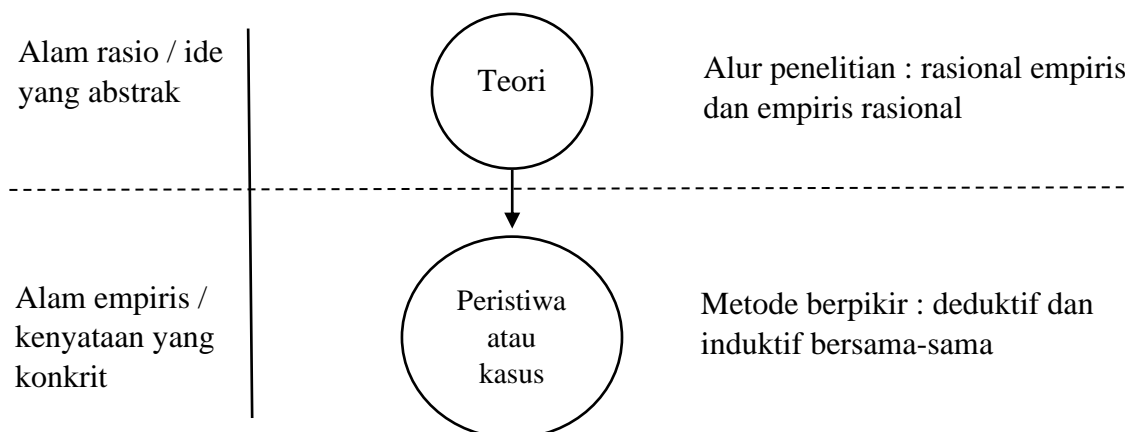 Alam rasio / ide
yang abstrak
Teori
Alur penelitian : rasional empiris
dan empiris rasional
Alam empiris /
kenyataan yang
konkrit
Peristiwa
atau
kasus
Metode berpikir : deduktif dan
induktif bersama-sama